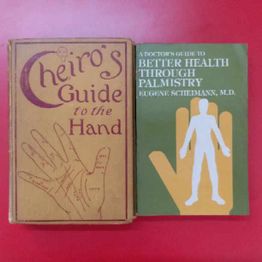 Cheiro's
Guide
to the
Hand
A DOCTOR'S GUIDE TO
BETTER HEALTH
THROUGH
PALMISTRY
EUGENE SCHEIMANN, M.D.